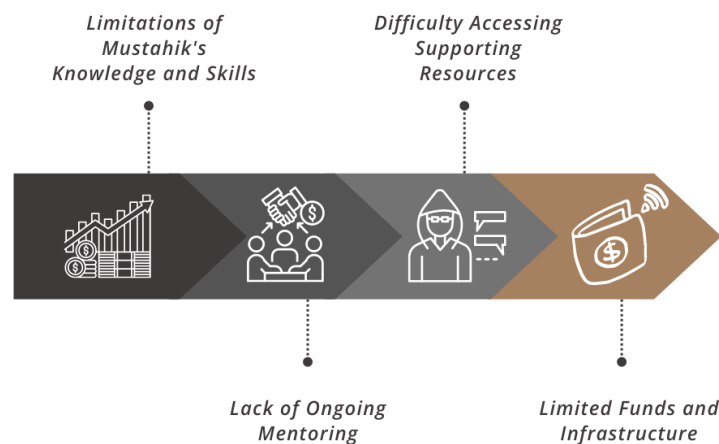 Limitations of
Mustahik's
Knowledge and Skills
Difficulty Accessing
Supporting
Resources
Lack of Ongoing
Mentoring
Limited Funds and
Infrastructure